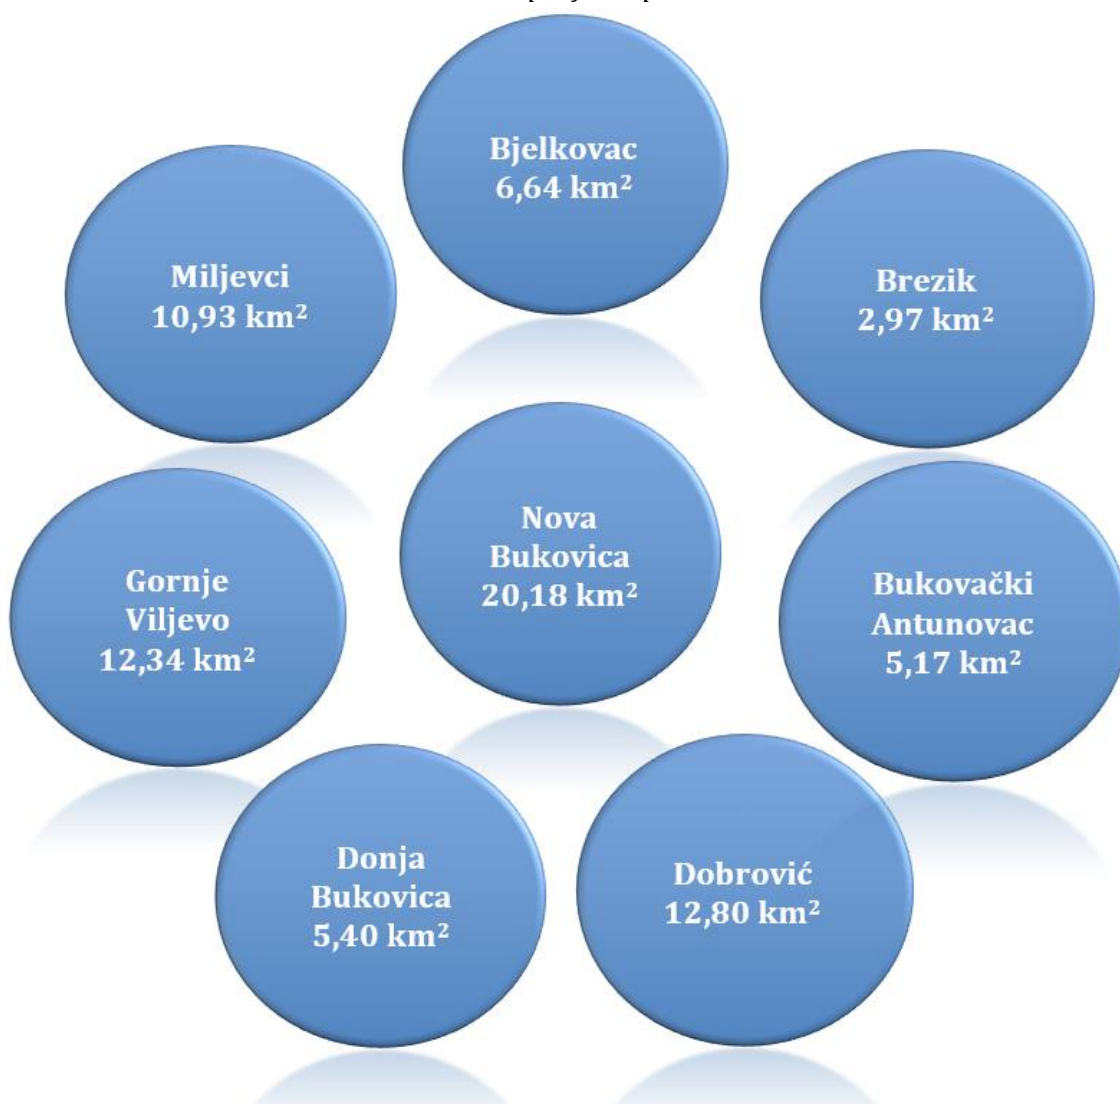 Bjelkovac
6,64 km²
Miljevci
10,93 km²
Brezik
2,97 km²
Nova
Bukovica
20,18 km²
Gornje
Viljevo
12,34 km²
Bukovački
Antunovac
5,17 km²
Donja
Bukovica
5,40 km²
Dobrović
12,80 km²